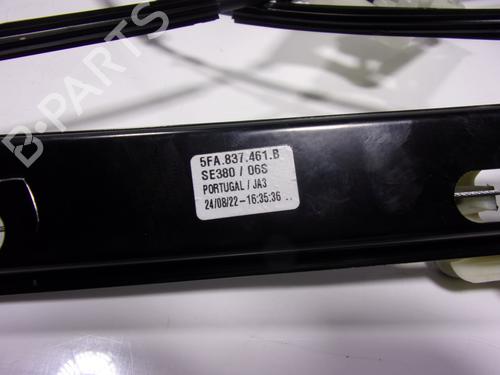 5FA.837.461.B
SE380 / 06S
PORTUGAL / JA3
24/08/22-16:35:36 ..
B-PARTS